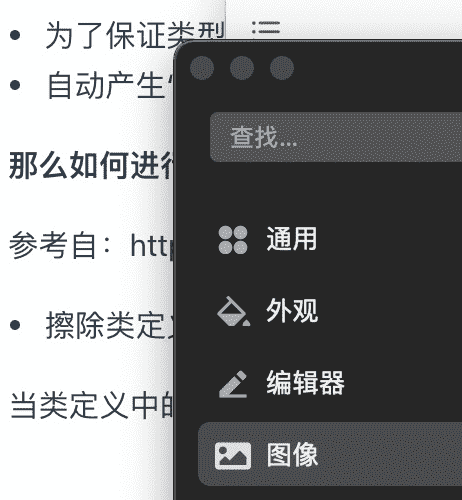 为了保证类型
自动产生"
那么如何进行
参考自：http
擦除类定义
当类定义中的
查找...
通用
外观
编辑器
图像